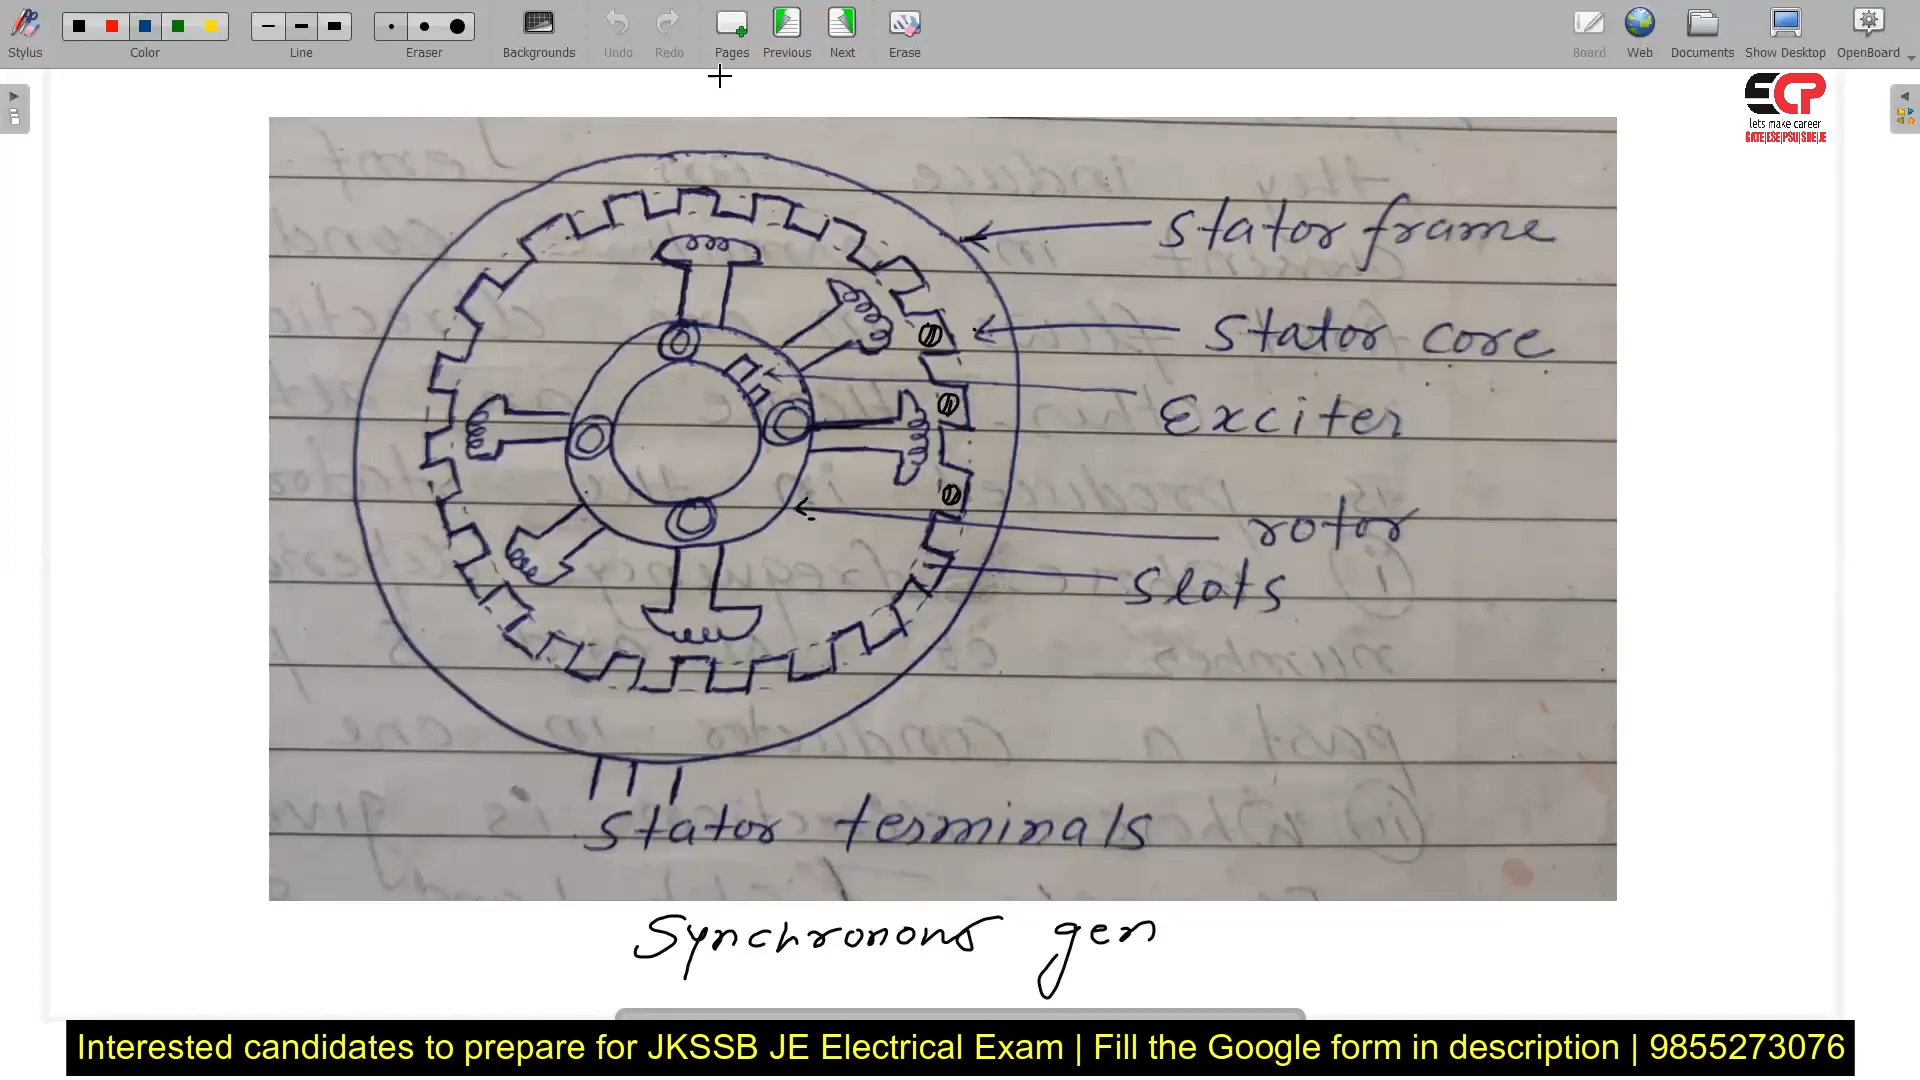 Stylus
Color
Line
Eraser
Backgrounds
Undo
Redo
Pages
Previous
Next
Erase
Board
Web
Documents
Show Desktop
OpenBoard
ECP
lets make career
GATE|ESE|PSU|SDE|JE
stator frame
stator core
Exciter
rotor
slots
stator terminals
Synchronous gen
Interested candidates to prepare for JKSSB JE Electrical Exam | Fill the Google form in description | 9855273076